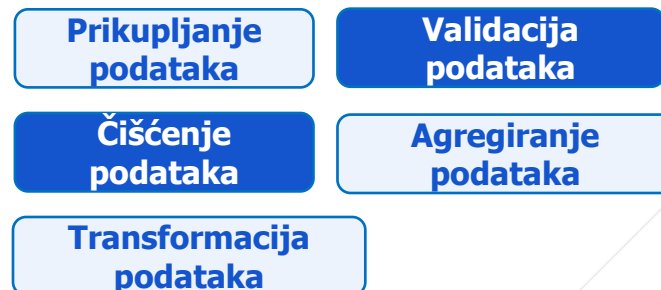 Prikupljanje
podataka
Validacija
podataka
Čišćenje
podataka
Agregiranje
podataka
Transformacija
podataka